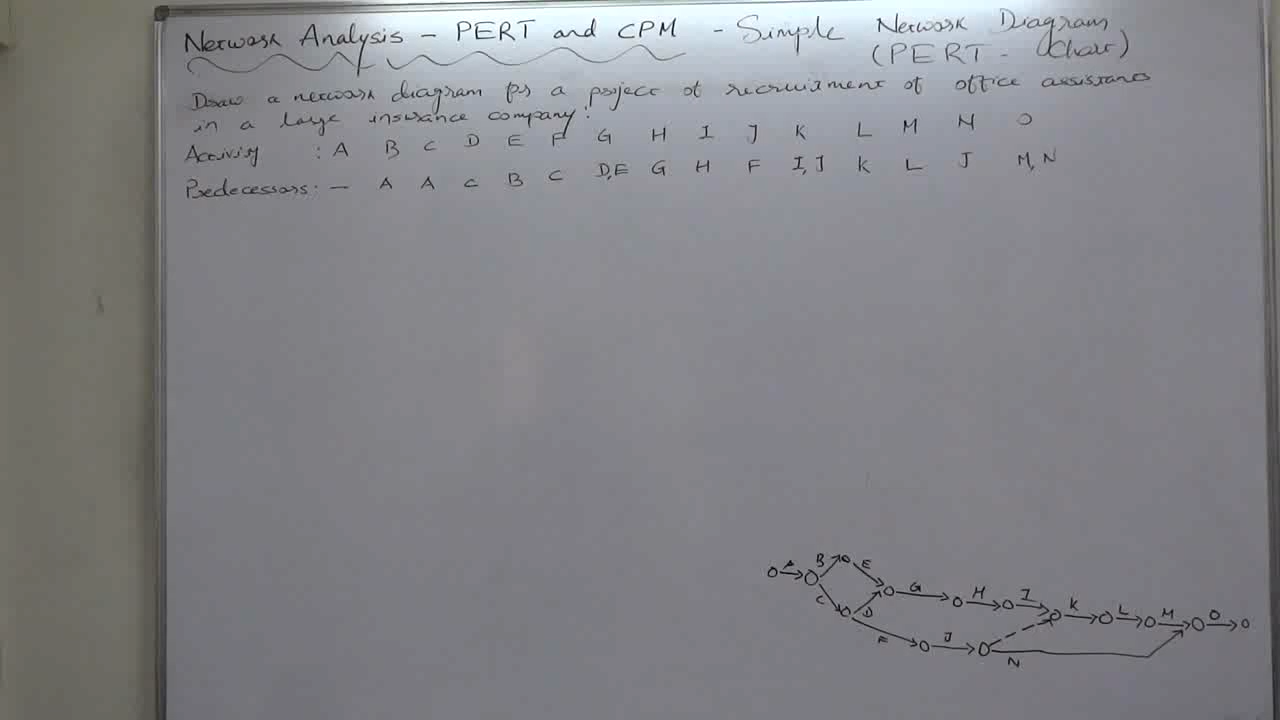 Network Analysis - PERT and CPM - Simple Network Diagram
(PERT - Chart)
Draw a network diagram for a project of recruitment of office assistants
in a large insurance company:
Activity : A B C D E F G H I J K L M N O
Predecessors: - A A C B C D,E G H F I,J K L J M,N
A B E C D G H I K L M O
F J N